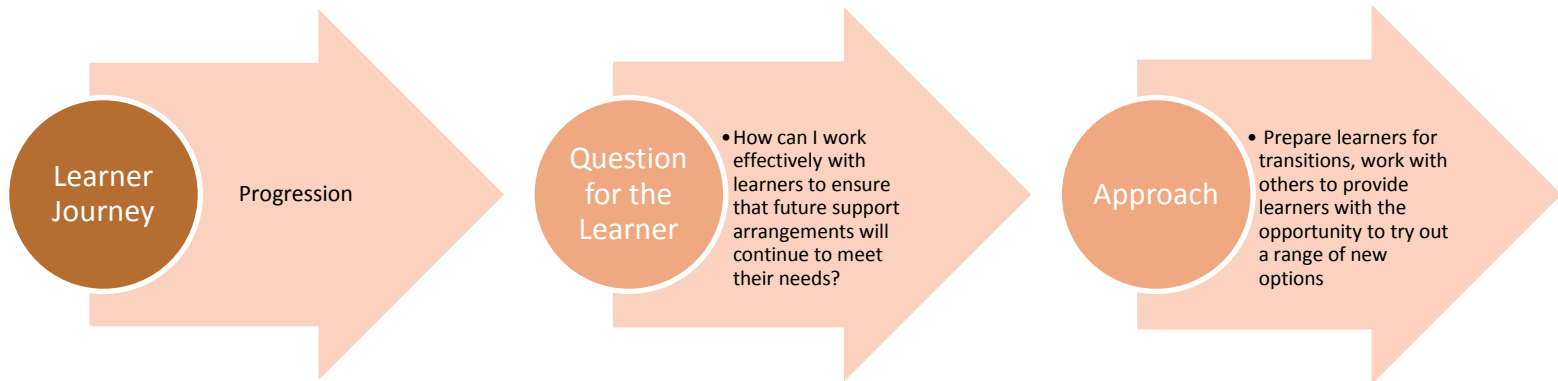 Learner
Journey
Progression
Question
for the
Learner
•How can I work
effectively with
learners to ensure
that future support
arrangements will
continue to meet
their needs?
Approach
• Prepare learners for
transitions, work with
others to provide
learners with the
opportunity to try out
a range of new
options